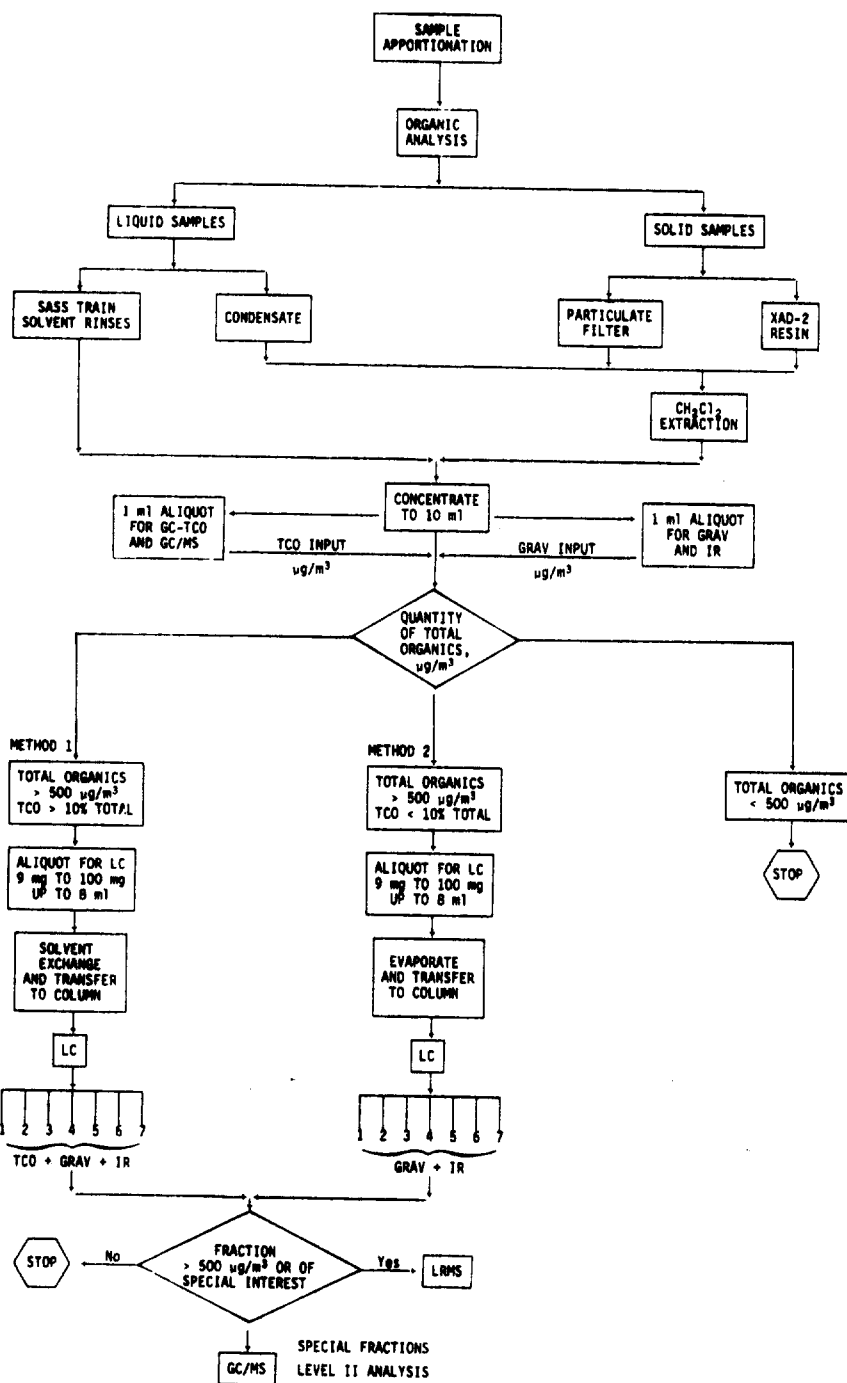 SAMPLE
APPORTIONATION
ORGANIC
ANALYSIS
LIQUID SAMPLES
SOLID SAMPLES
SASS TRAIN
SOLVENT RINSES
CONDENSATE
PARTICULATE
FILTER
XAD-2
RESIN
CH₂Cl₂
EXTRACTION
CONCENTRATE
TO 10 ml
1 ml ALIQUOT
FOR GC-TCO
AND GC/MS
1 ml ALIQUOT
FOR GRAV
AND IR
TCO INPUT
µg/m³
GRAV INPUT
µg/m³
QUANTITY
OF TOTAL
ORGANICS,
µg/m³
METHOD 1
TOTAL ORGANICS
> 500 µg/m³
TCO > 10% TOTAL
METHOD 2
TOTAL ORGANICS
> 500 µg/m³
TCO < 10% TOTAL
TOTAL ORGANICS
< 500 µg/m³
ALIQUOT FOR LC
9 mg TO 100 mg
UP TO 8 ml
ALIQUOT FOR LC
9 mg TO 100 mg
UP TO 8 ml
STOP
SOLVENT
EXCHANGE
AND TRANSFER
TO COLUMN
EVAPORATE
AND TRANSFER
TO COLUMN
LC
LC
1 2 3 4 5 6 7
1 2 3 4 5 6 7
TCO + GRAV + IR
GRAV + IR
STOP
No
FRACTION
> 500 µg/m³ OR OF
SPECIAL INTEREST
Yes
LRMS
GC/MS
SPECIAL FRACTIONS
LEVEL II ANALYSIS